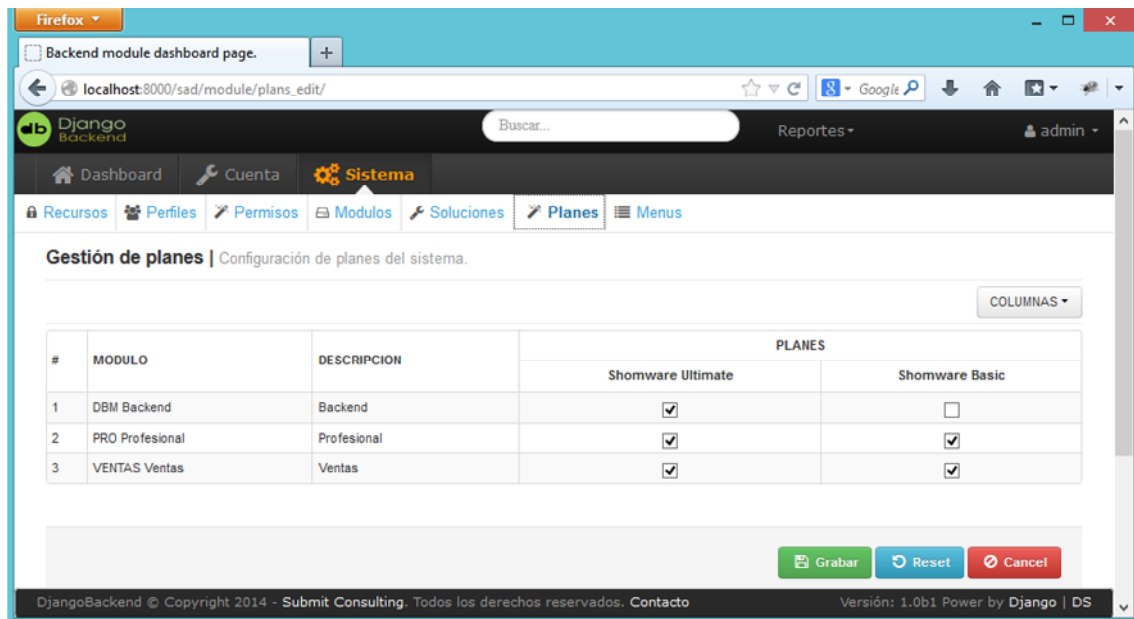 Firefox
Backend module dashboard page.
localhost:8000/sad/module/plans_edit/
Google
db Django Backend
Buscar...
Reportes
admin
Dashboard Cuenta Sistema
Recursos Perfiles Permisos Modulos Soluciones Planes Menus
Gestión de planes | Configuración de planes del sistema.
COLUMNAS
# MODULO DESCRIPCION PLANES
Shomware Ultimate Shomware Basic
1 DBM Backend Backend
2 PRO Profesional Profesional
3 VENTAS Ventas Ventas
Grabar Reset Cancel
DjangoBackend © Copyright 2014 - Submit Consulting. Todos los derechos reservados. Contacto Versión: 1.0b1 Power by Django | DS